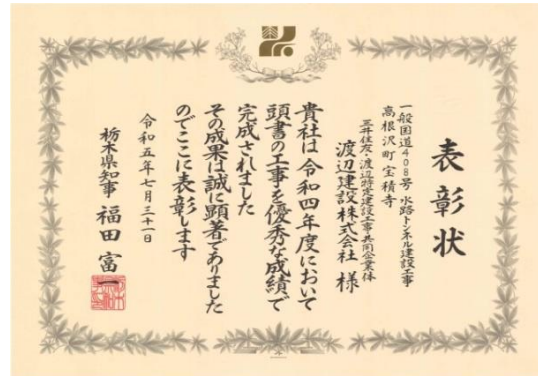 表彰状
一般国道408号 水路トンネル建設工事
高根沢町宝積寺
三井住友・渡辺特定建設工事共同企業体
渡辺建設株式会社 様
貴社は令和四年度において
頭書の工事を優秀な成績で
完成されました
その成果は誠に顕著でありました
のでここに表彰します
令和五年七月三十一日
栃木県知事 福田富一